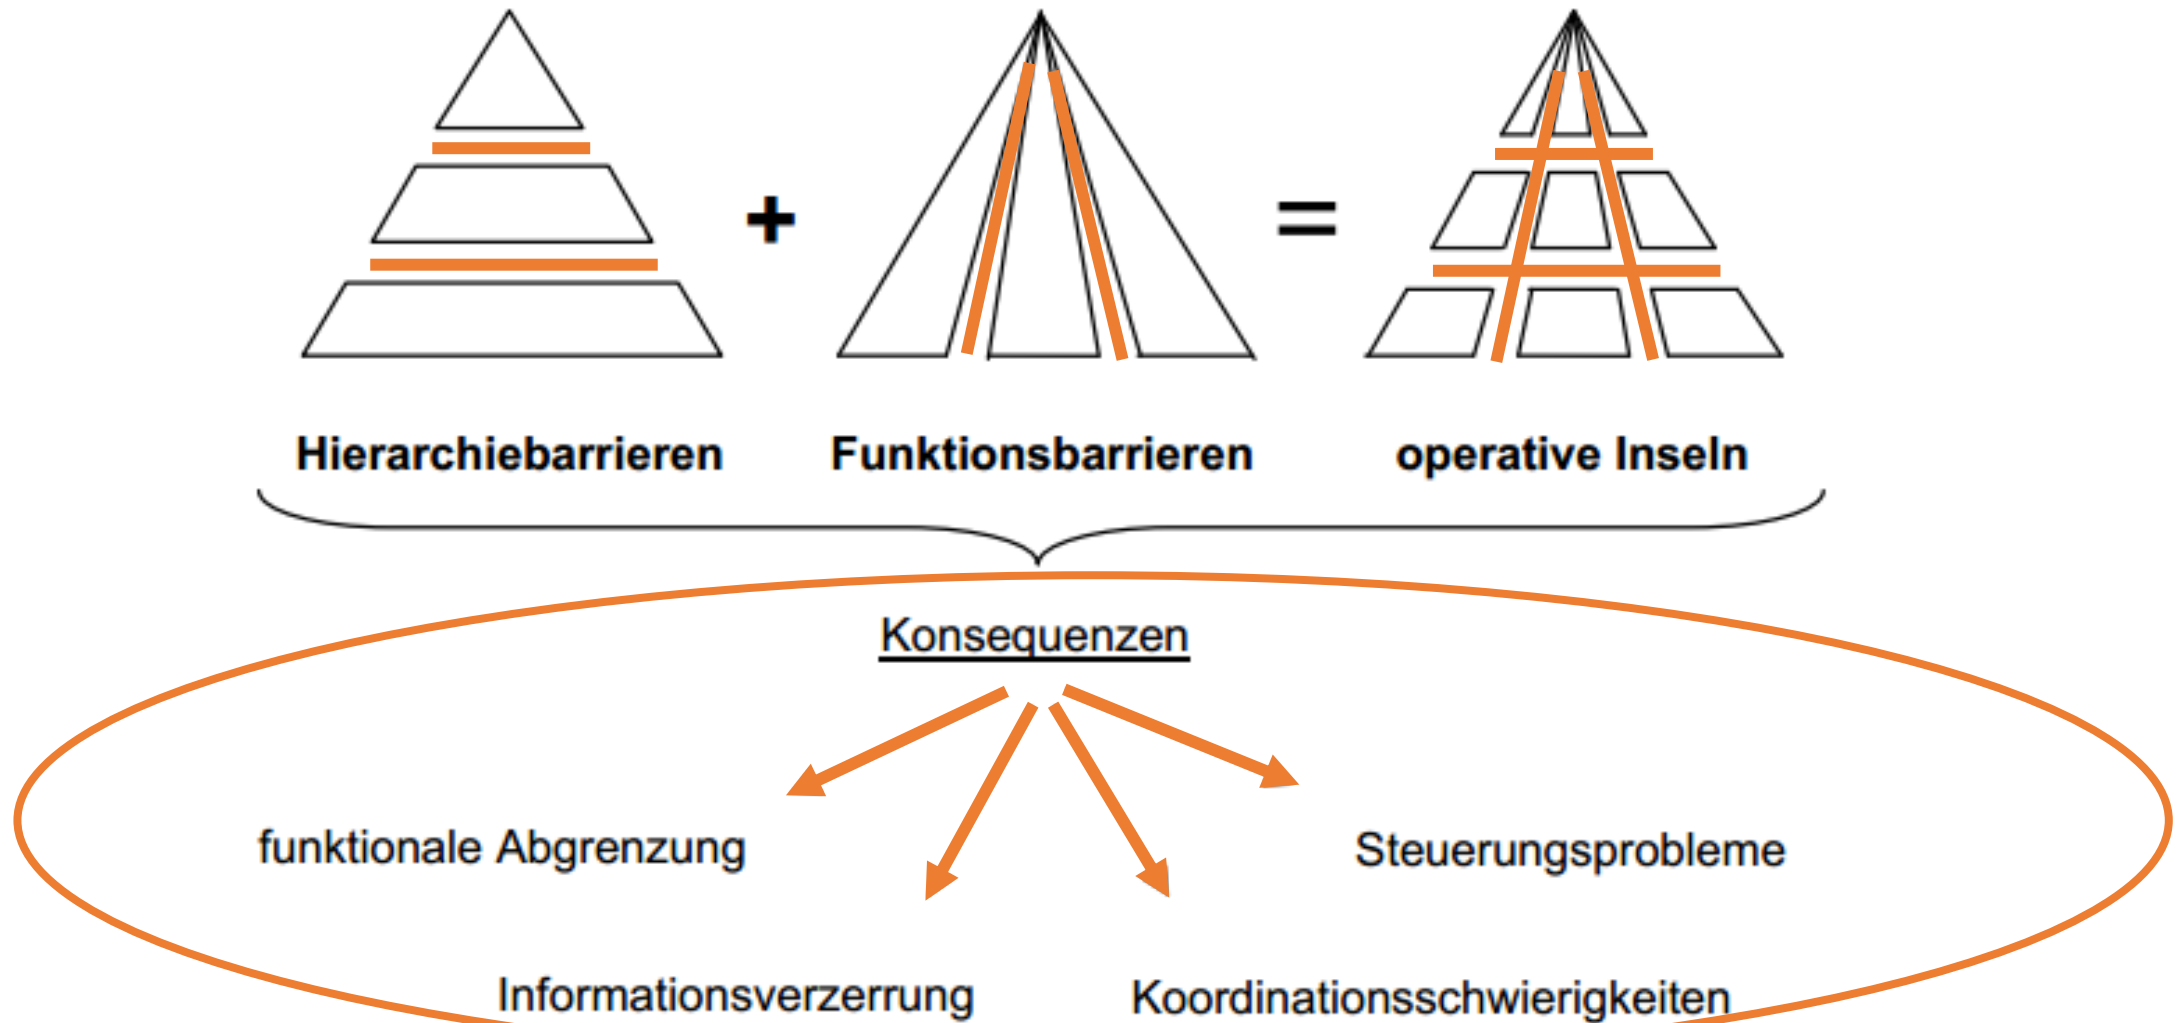 +
=
Hierarchiebarrieren
Funktionsbarrieren
operative Inseln
Konsequenzen
funktionale Abgrenzung
Steuerungsprobleme
Informationsverzerrung
Koordinationsschwierigkeiten